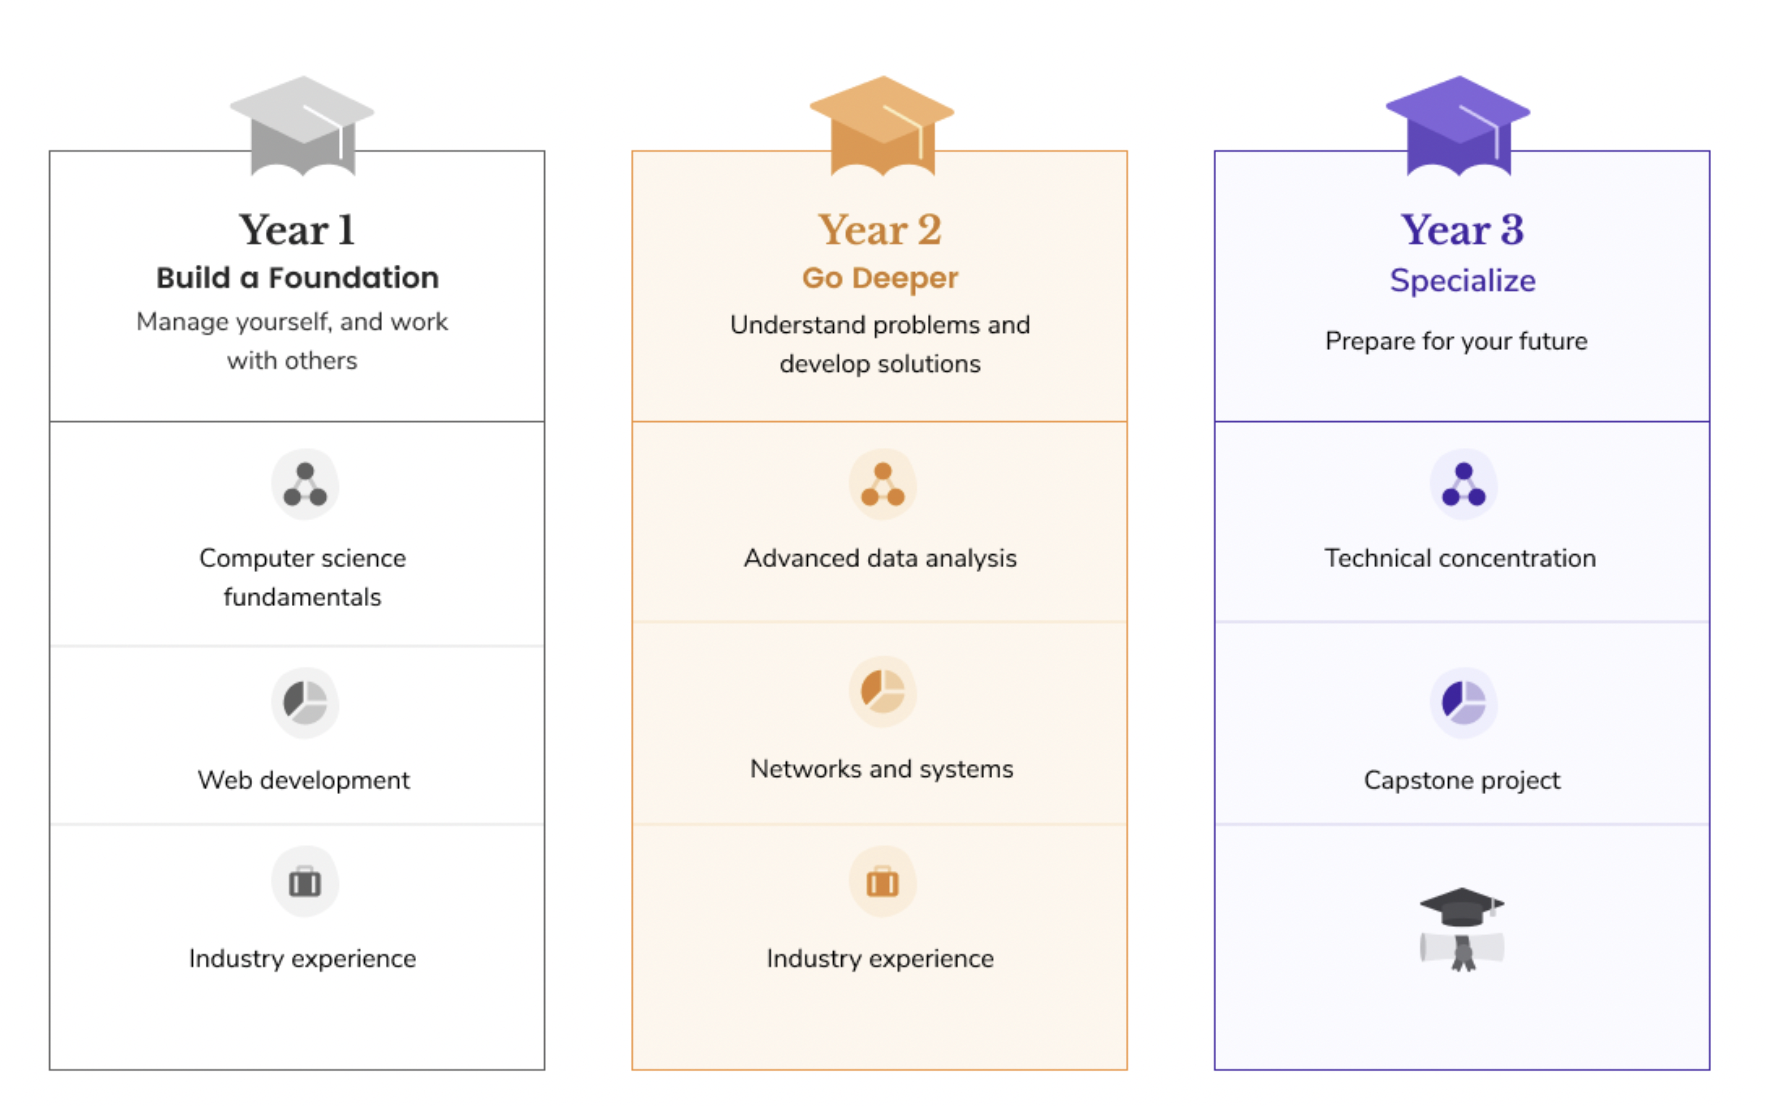 Year 1
Build a Foundation
Manage yourself, and work
with others
Computer science
fundamentals
Web development
Industry experience
Year 2
Go Deeper
Understand problems and
develop solutions
Advanced data analysis
Networks and systems
Industry experience
Year 3
Specialize
Prepare for your future
Technical concentration
Capstone project